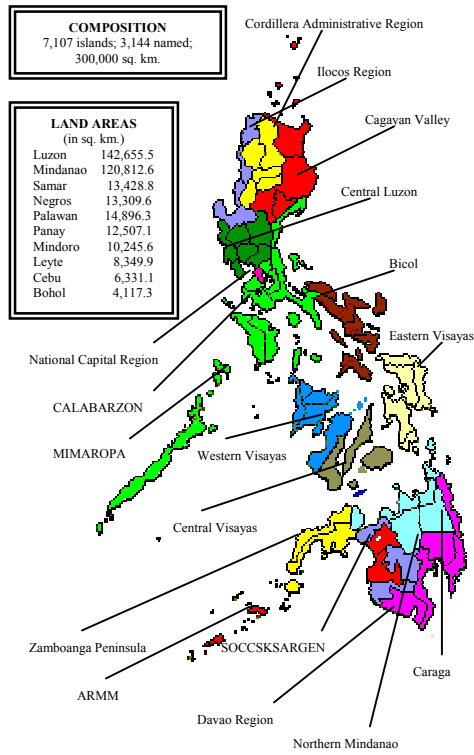 COMPOSITION
7,107 islands; 3,144 named;
300,000 sq. km.
Cordillera Administrative Region
Ilocos Region
LAND AREAS
(in sq. km.)
Luzon 142,655.5
Mindanao 120,812.6
Samar 13,428.8
Negros 13,309.6
Palawan 14,896.3
Panay 12,507.1
Mindoro 10,245.6
Leyte 8,349.9
Cebu 6,331.1
Bohol 4,117.3
Cagayan Valley
Central Luzon
Bicol
Eastern Visayas
National Capital Region
CALABARZON
MIMAROPA
Western Visayas
Central Visayas
Zamboanga Peninsula
SOCCSKSARGEN
Caraga
ARMM
Davao Region
Northern Mindanao